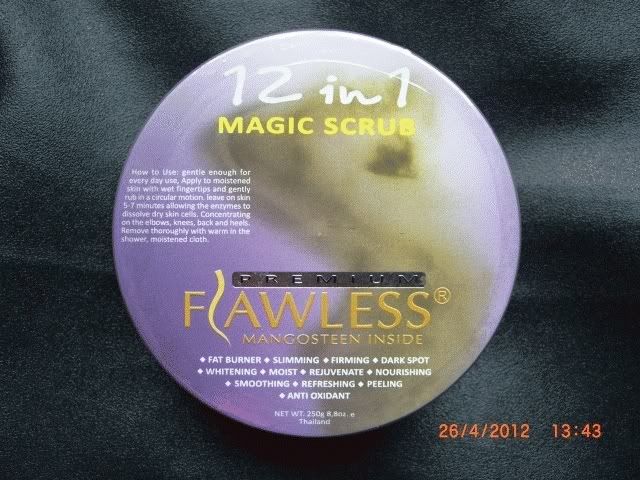 12 in 1
MAGIC SCRUB
How to Use: gentle enough for
every day use, Apply to moistened
skin with wet fingertips and gently
rub in a circular motion. leave on skin
5-7 minutes allowing the enzymes to
dissolve dry skin cells. Concentrating
on the elbows, knees, back and heels.
Remove thoroughly with warm in the
shower, moistened cloth.
PREMIUM
FLAWLESS®
MANGOSTEEN INSIDE
◆ FAT BURNER ◆ SLIMMING ◆ FIRMING ◆ DARK SPOT
◆ WHITENING ◆ MOIST ◆ REJUVENATE ◆ NOURISHING
◆ SMOOTHING ◆ REFRESHING ◆ PEELING
◆ ANTI OXIDANT
NET WT. 250g 8,8oz. e
Thailand
26/4/2012 13:43